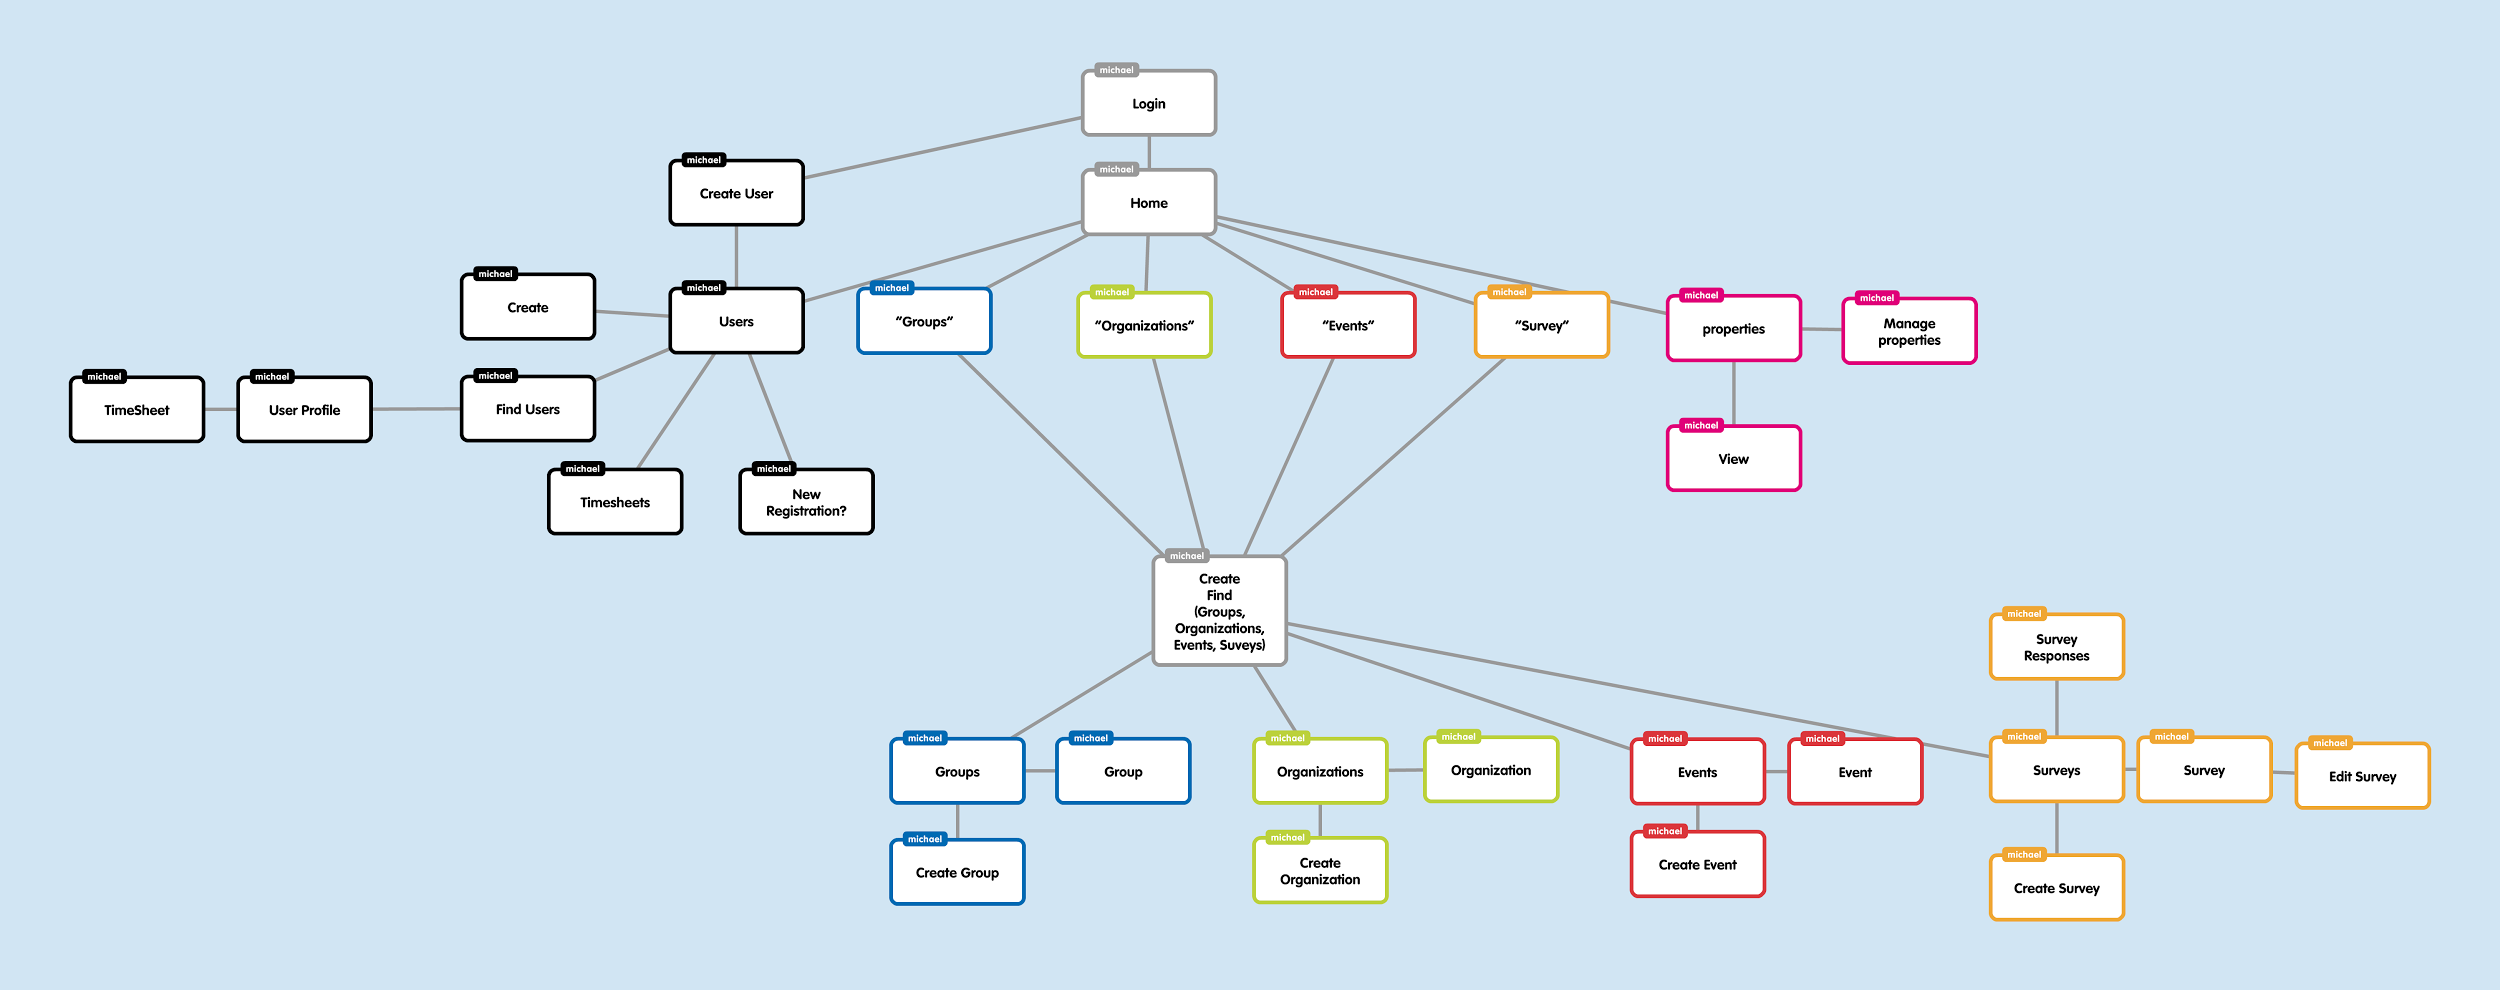 michael
Login
michael
Create User
michael
Home
michael
Create
michael
Users
michael
“Groups”
michael
“Organizations“
michael
“Events“
michael
“Survey“
michael
properties
michael
Manage
properties
michael
TimeSheet
michael
User Profile
michael
Find Users
michael
View
michael
Timesheets
michael
New
Registration?
michael
Create
Find
(Groups,
Organizations,
Events, Suveys)
michael
Survey
Responses
michael
Groups
michael
Group
michael
Organizations
michael
Organization
michael
Events
michael
Event
michael
Surveys
michael
Survey
michael
Edit Survey
michael
Create Group
michael
Create
Organization
michael
Create Event
michael
Create Survey